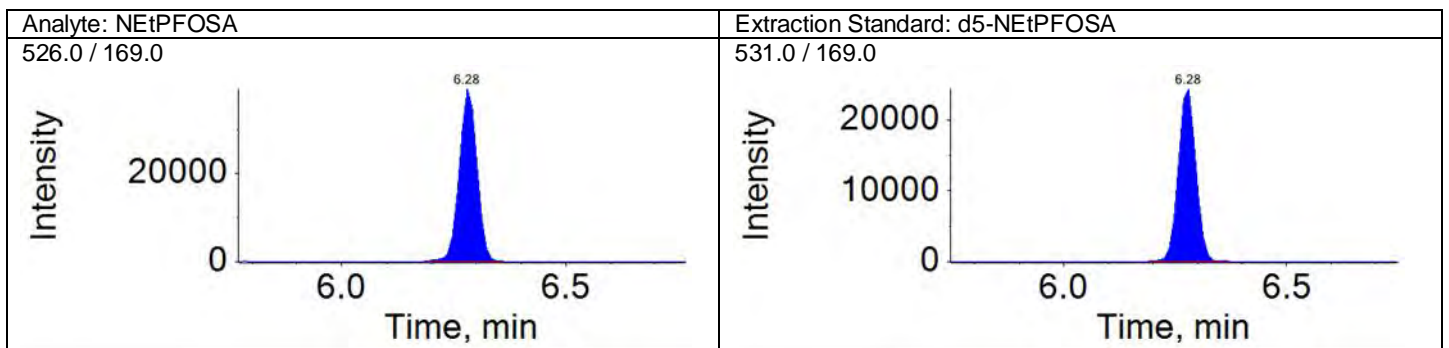 Analyte: NEtPFOSA
526.0 / 169.0
6.28
Intensity
20000
0
6.0 6.5
Time, min
Extraction Standard: d5-NEtPFOSA
531.0 / 169.0
6.28
Intensity
20000
10000
0
6.0 6.5
Time, min